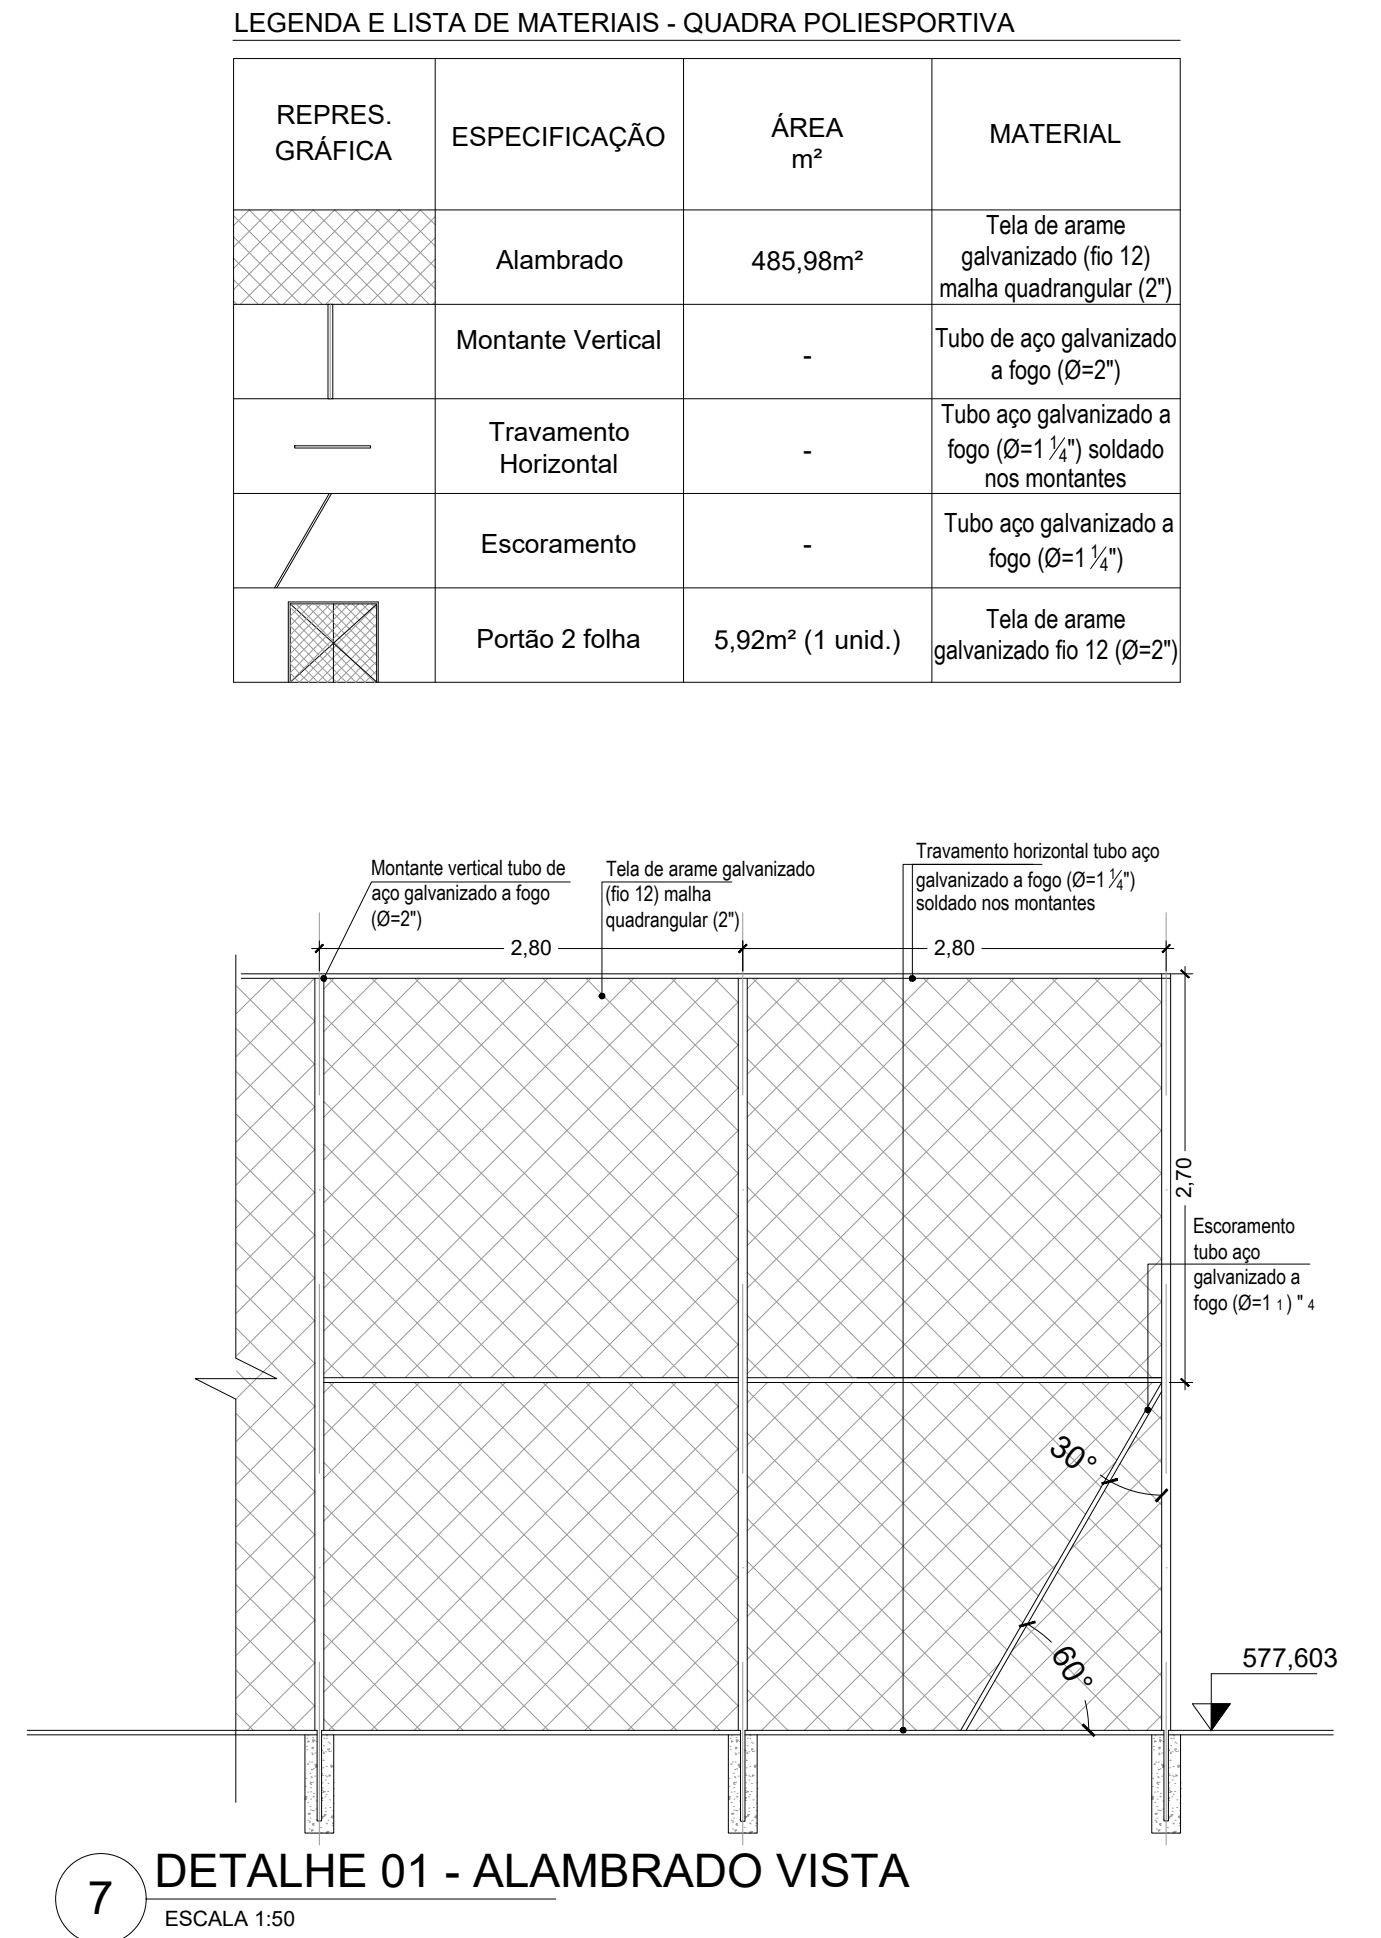 LEGENDA E LISTA DE MATERIAIS - QUADRA POLIESPORTIVA
REPRES.
GRÁFICA
ESPECIFICAÇÃO
ÁREA
m²
MATERIAL
Alambrado
485,98m²
Tela de arame
galvanizado (fio 12)
malha quadrangular (2")
Montante Vertical
-
Tubo de aço galvanizado
a fogo (Ø=2")
Travamento
Horizontal
-
Tubo aço galvanizado a
fogo (Ø=1 ¼") soldado
nos montantes
Escoramento
-
Tubo aço galvanizado a
fogo (Ø=1 ¼")
Portão 2 folha
5,92m² (1 unid.)
Tela de arame
galvanizado fio 12 (Ø=2")
Montante vertical tubo de
aço galvanizado a fogo
(Ø=2")
Tela de arame galvanizado
(fio 12) malha
quadrangular (2")
Travamento horizontal tubo aço
galvanizado a fogo (Ø=1 ¼")
soldado nos montantes
2,80
2,80
2,70
Escoramento
tubo aço
galvanizado a
fogo (Ø=1 1 ) " 4
30°
60°
577,603
7
DETALHE 01 - ALAMBRADO VISTA
ESCALA 1:50